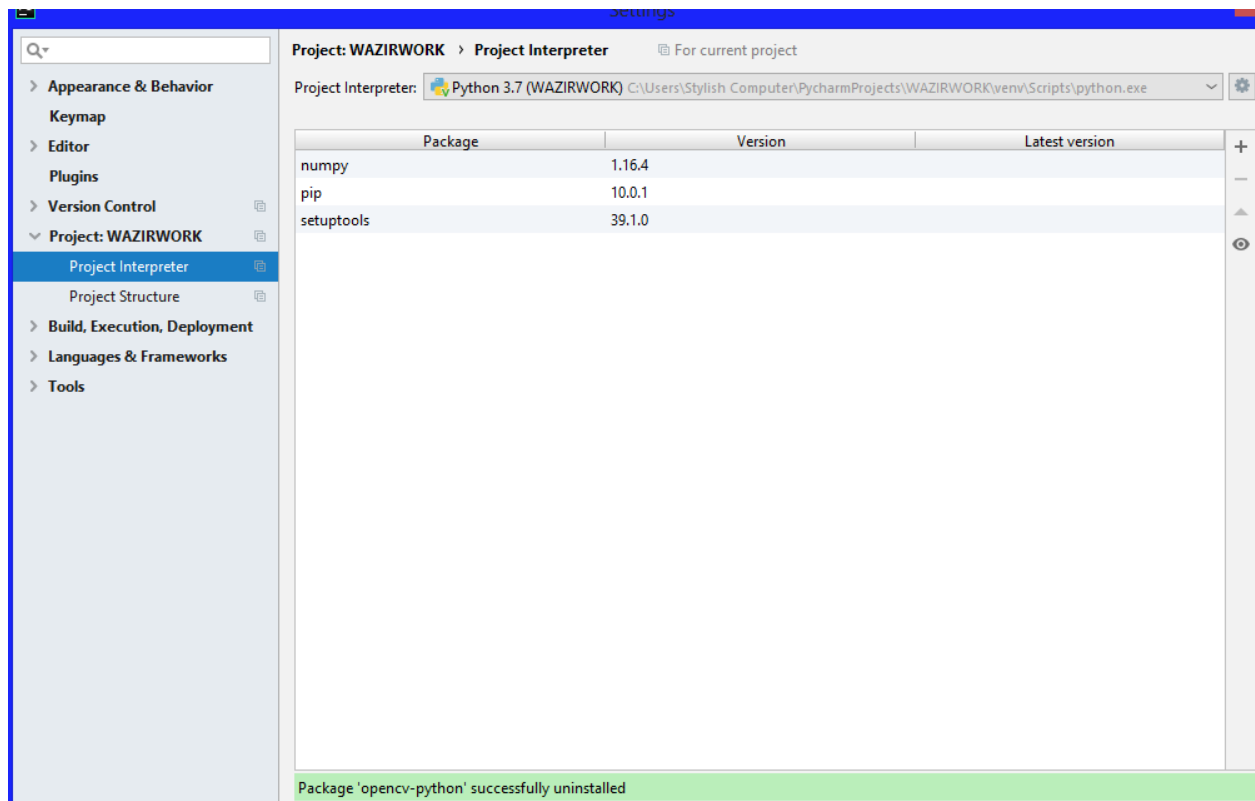 Settings
Project: WAZIRWORK › Project Interpreter For current project
Project Interpreter: Python 3.7 (WAZIRWORK) C:\Users\Stylish Computer\PycharmProjects\WAZIRWORK\venv\Scripts\python.exe
Appearance & Behavior
Keymap
Editor
Plugins
Version Control
Project: WAZIRWORK
Project Interpreter
Project Structure
Build, Execution, Deployment
Languages & Frameworks
Tools
Package Version Latest version
numpy 1.16.4
pip 10.0.1
setuptools 39.1.0
Package 'opencv-python' successfully uninstalled